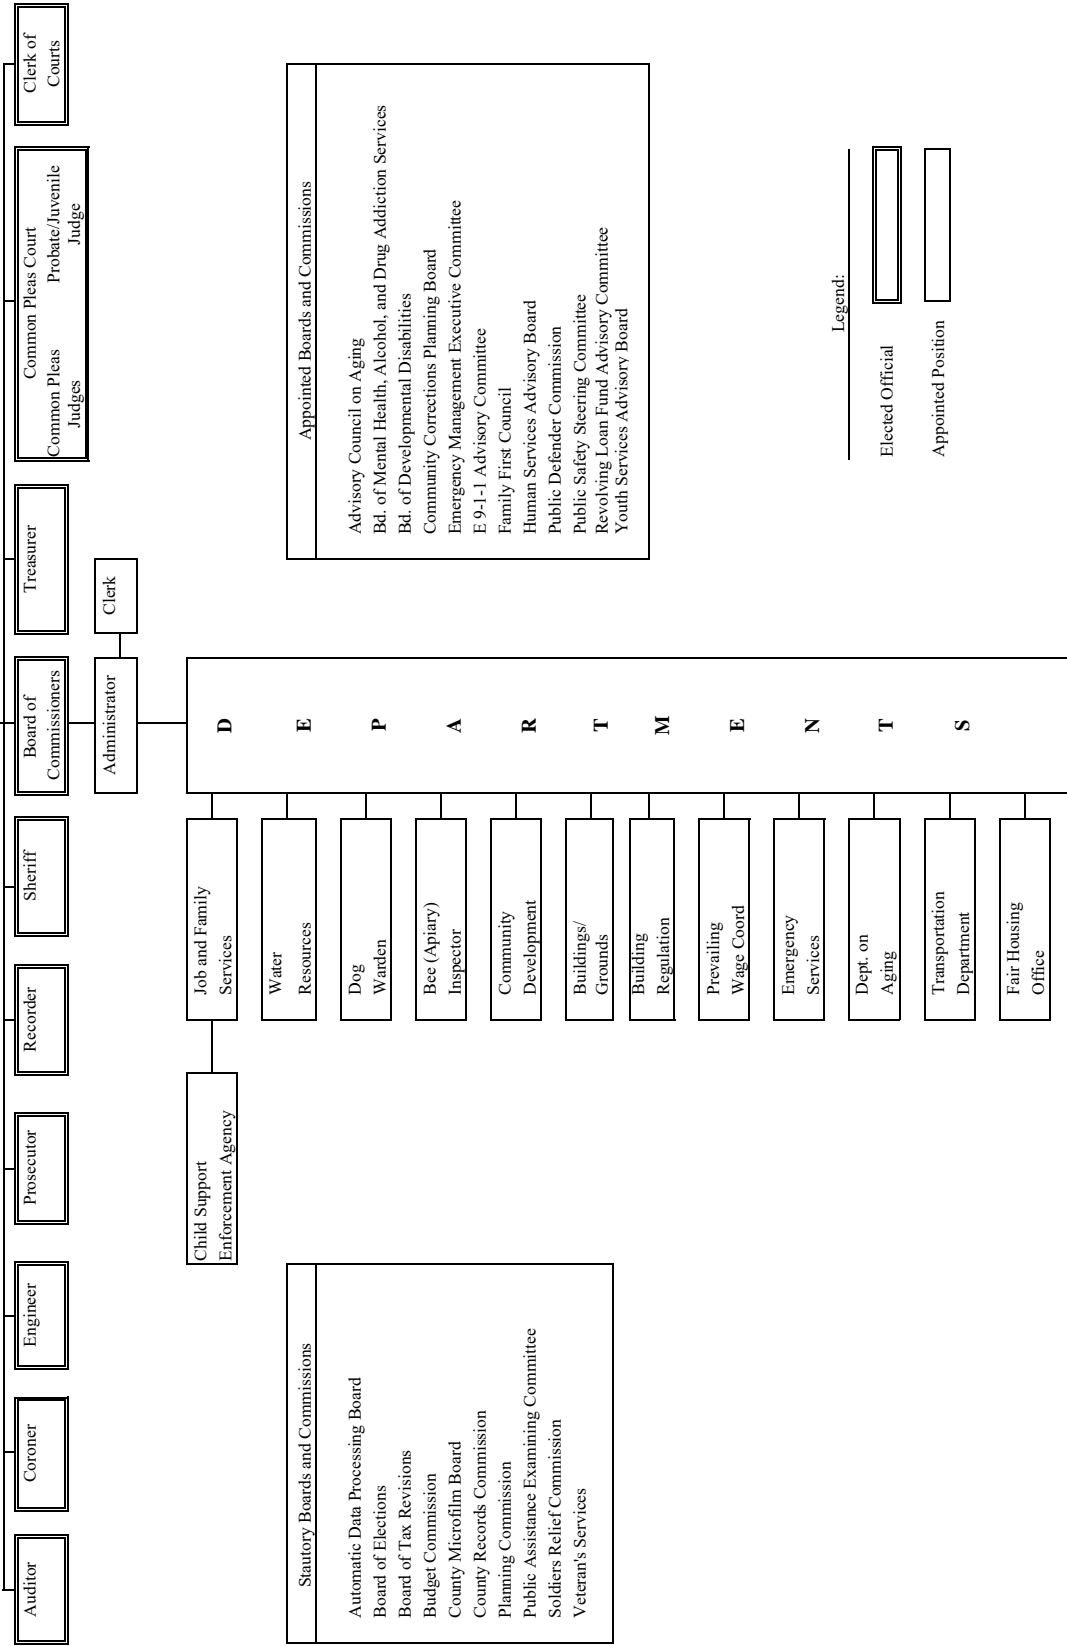 Auditor
Coroner
Engineer
Prosecutor
Recorder
Sheriff
Board of
Commissioners
Treasurer
Common Pleas Court
Common Pleas Probate/Juvenile
Judges Judge
Clerk of
Courts
Administrator
Clerk
Child Support
Enforcement Agency
Job and Family
Services
Water
Resources
Dog
Warden
Bee (Apiary)
Inspector
Community
Development
Buildings/
Grounds
Building
Regulation
Prevailing
Wage Coord
Emergency
Services
Dept. on
Aging
Transportation
Department
Fair Housing
Office
D
E
P
A
R
T
M
E
N
T
S
Stautory Boards and Commissions
Automatic Data Processing Board
Board of Elections
Board of Tax Revisions
Budget Commission
County Microfilm Board
County Records Commission
Planning Commission
Public Assistance Examining Committee
Soldiers Relief Commission
Veteran's Services
Appointed Boards and Commissions
Advisory Council on Aging
Bd. of Mental Health, Alcohol, and Drug Addiction Services
Bd. of Developmental Disabilities
Community Corrections Planning Board
Emergency Management Executive Committee
E 9-1-1 Advisory Committee
Family First Council
Human Services Advisory Board
Public Defender Commission
Public Safety Steering Committee
Revolving Loan Fund Advisory Committee
Youth Services Advisory Board
Legend:
Elected Official
Appointed Position